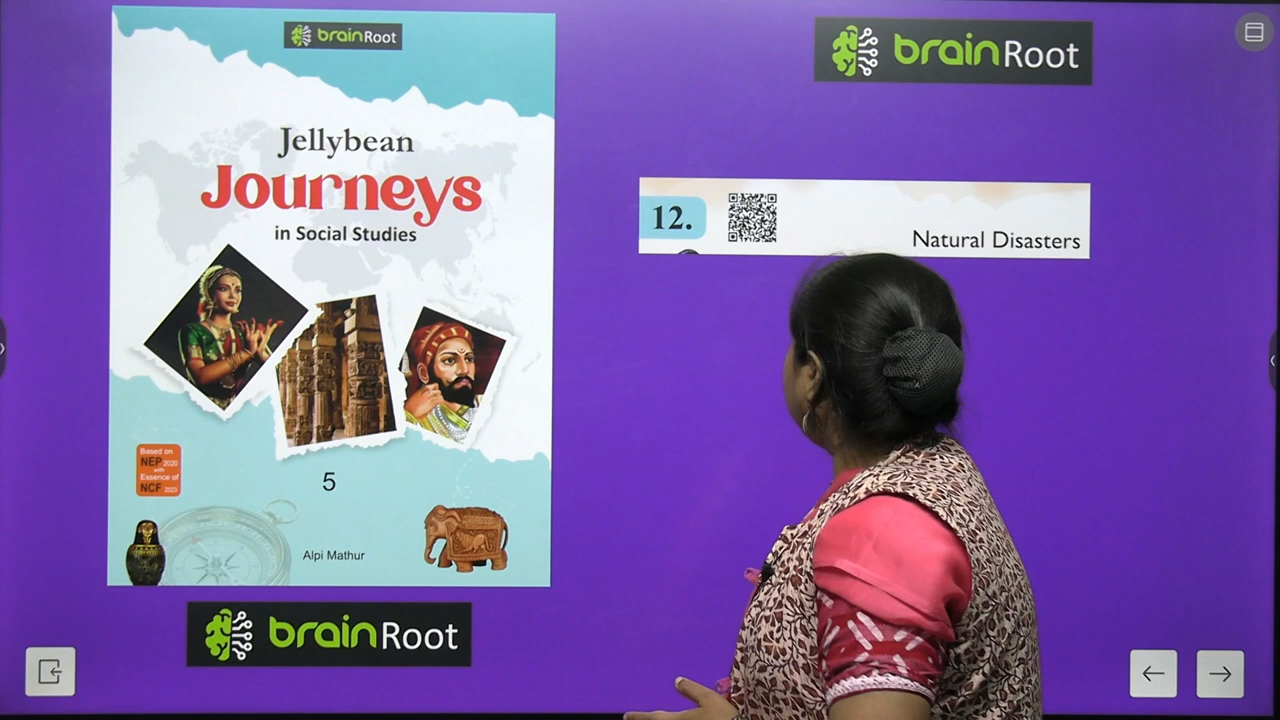 brainRoot
Jellybean
Journeys
in Social Studies
Based on
NEP 2020
with
Essence of
NCF 2023
5
Alpi Mathur
brainRoot
brainRoot
12.
Natural Disasters